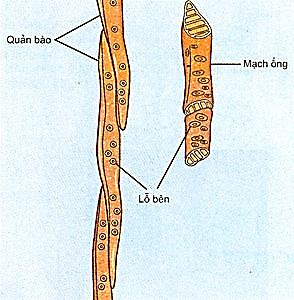 Quản bào
Mạch ống
Lỗ bên